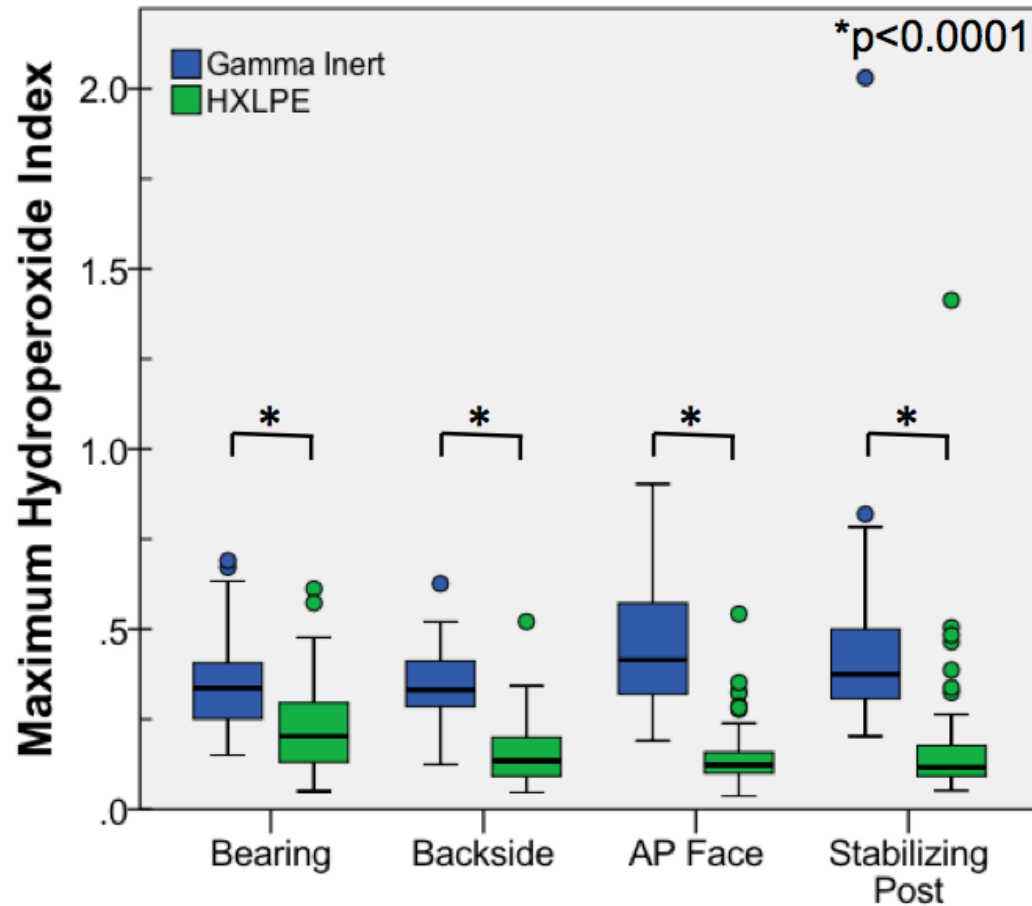 *p<0.0001
Gamma Inert
HXLPE
Maximum Hydroperoxide Index
2.0
1.5
* * * *
1.0
.5
.0
Bearing Backside AP Face Stabilizing
Post